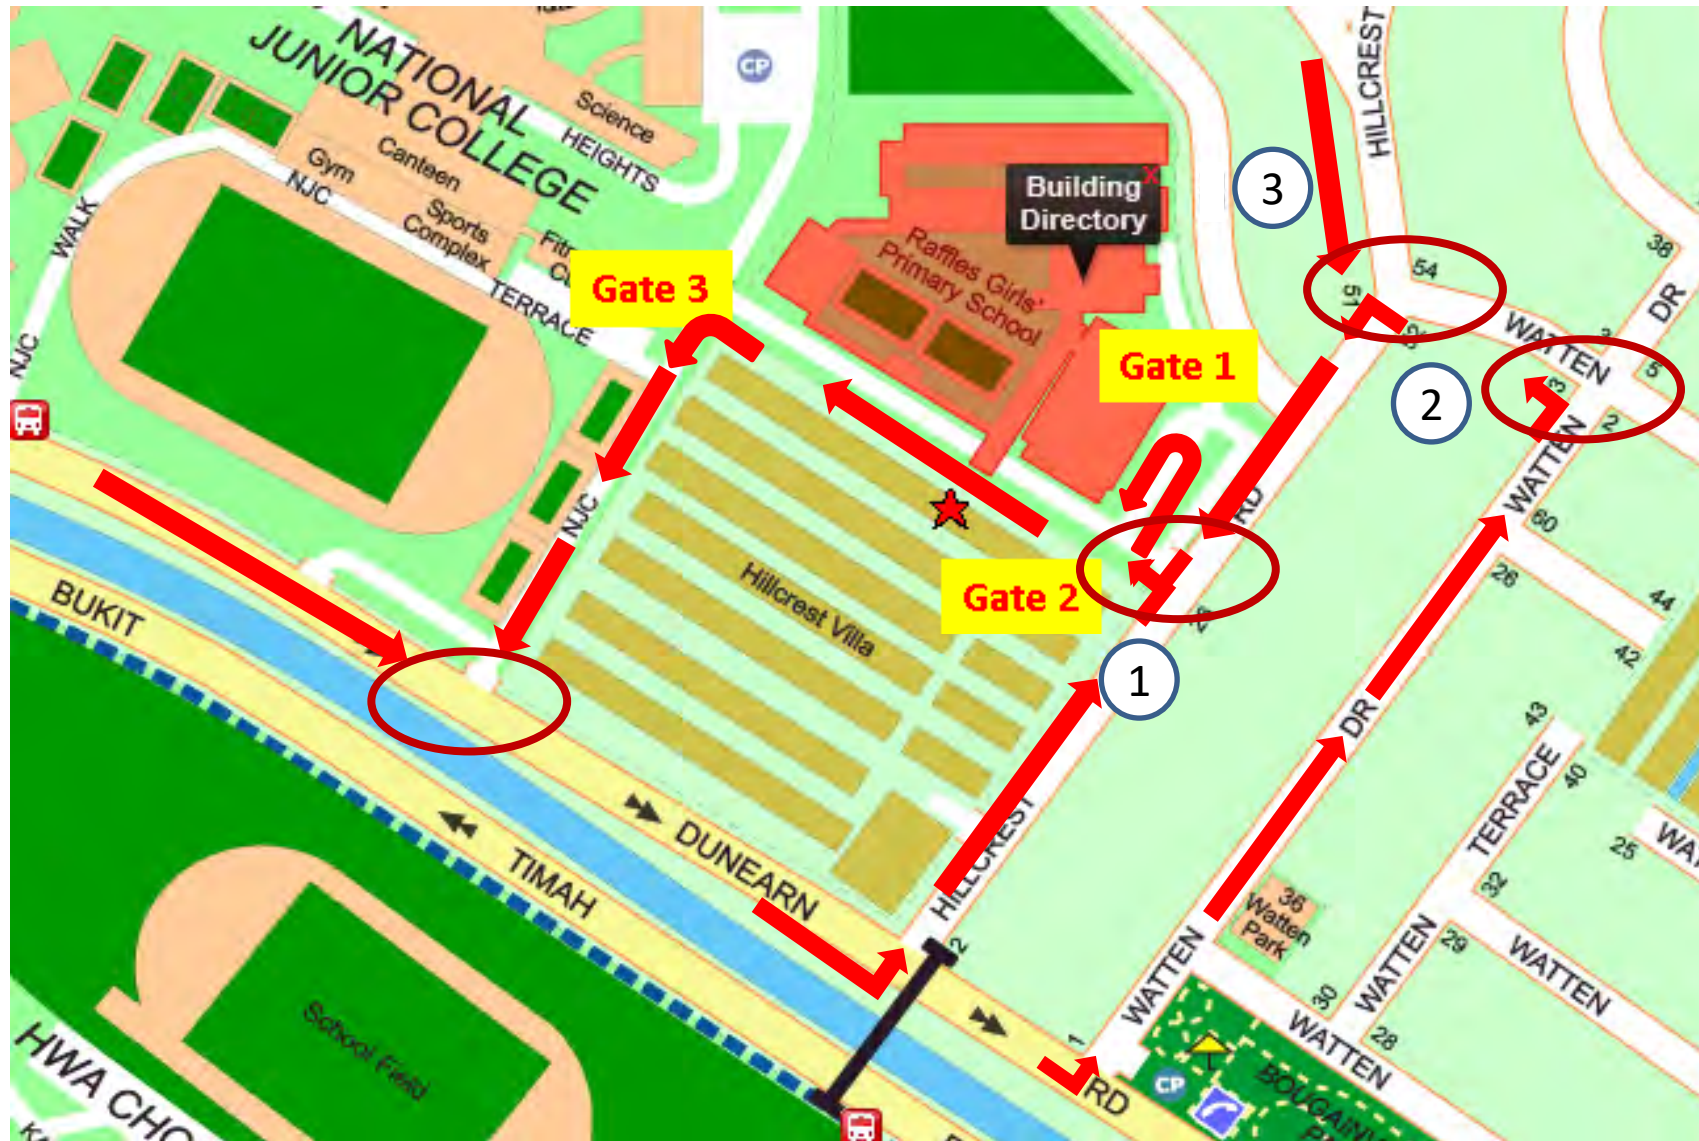 NATIONAL
JUNIOR COLLEGE
CP
Science
HEIGHTS
HILLCREST
Gym
Canteen
NJC
Sports
Complex
WALK
Building
Directory
x
3
Raffles Girls'
Primary School
38
54
51
DR
Gate 3
TERRACE
NJC
WATTEN
Gate 1
5
3
2
2
WATTEN
RD
60
NJC
26
44
Hillcrest Villa
Gate 2
42
BUKIT
1
43
DR
TERRACE
40
DUNEARN
TIMAH
HILLCREST
25
32
36
Watten
Park
29
WATTEN
WATTEN
WATTEN
2
30
28
WATTEN
1
School Field
RD
CP
HWA CHO